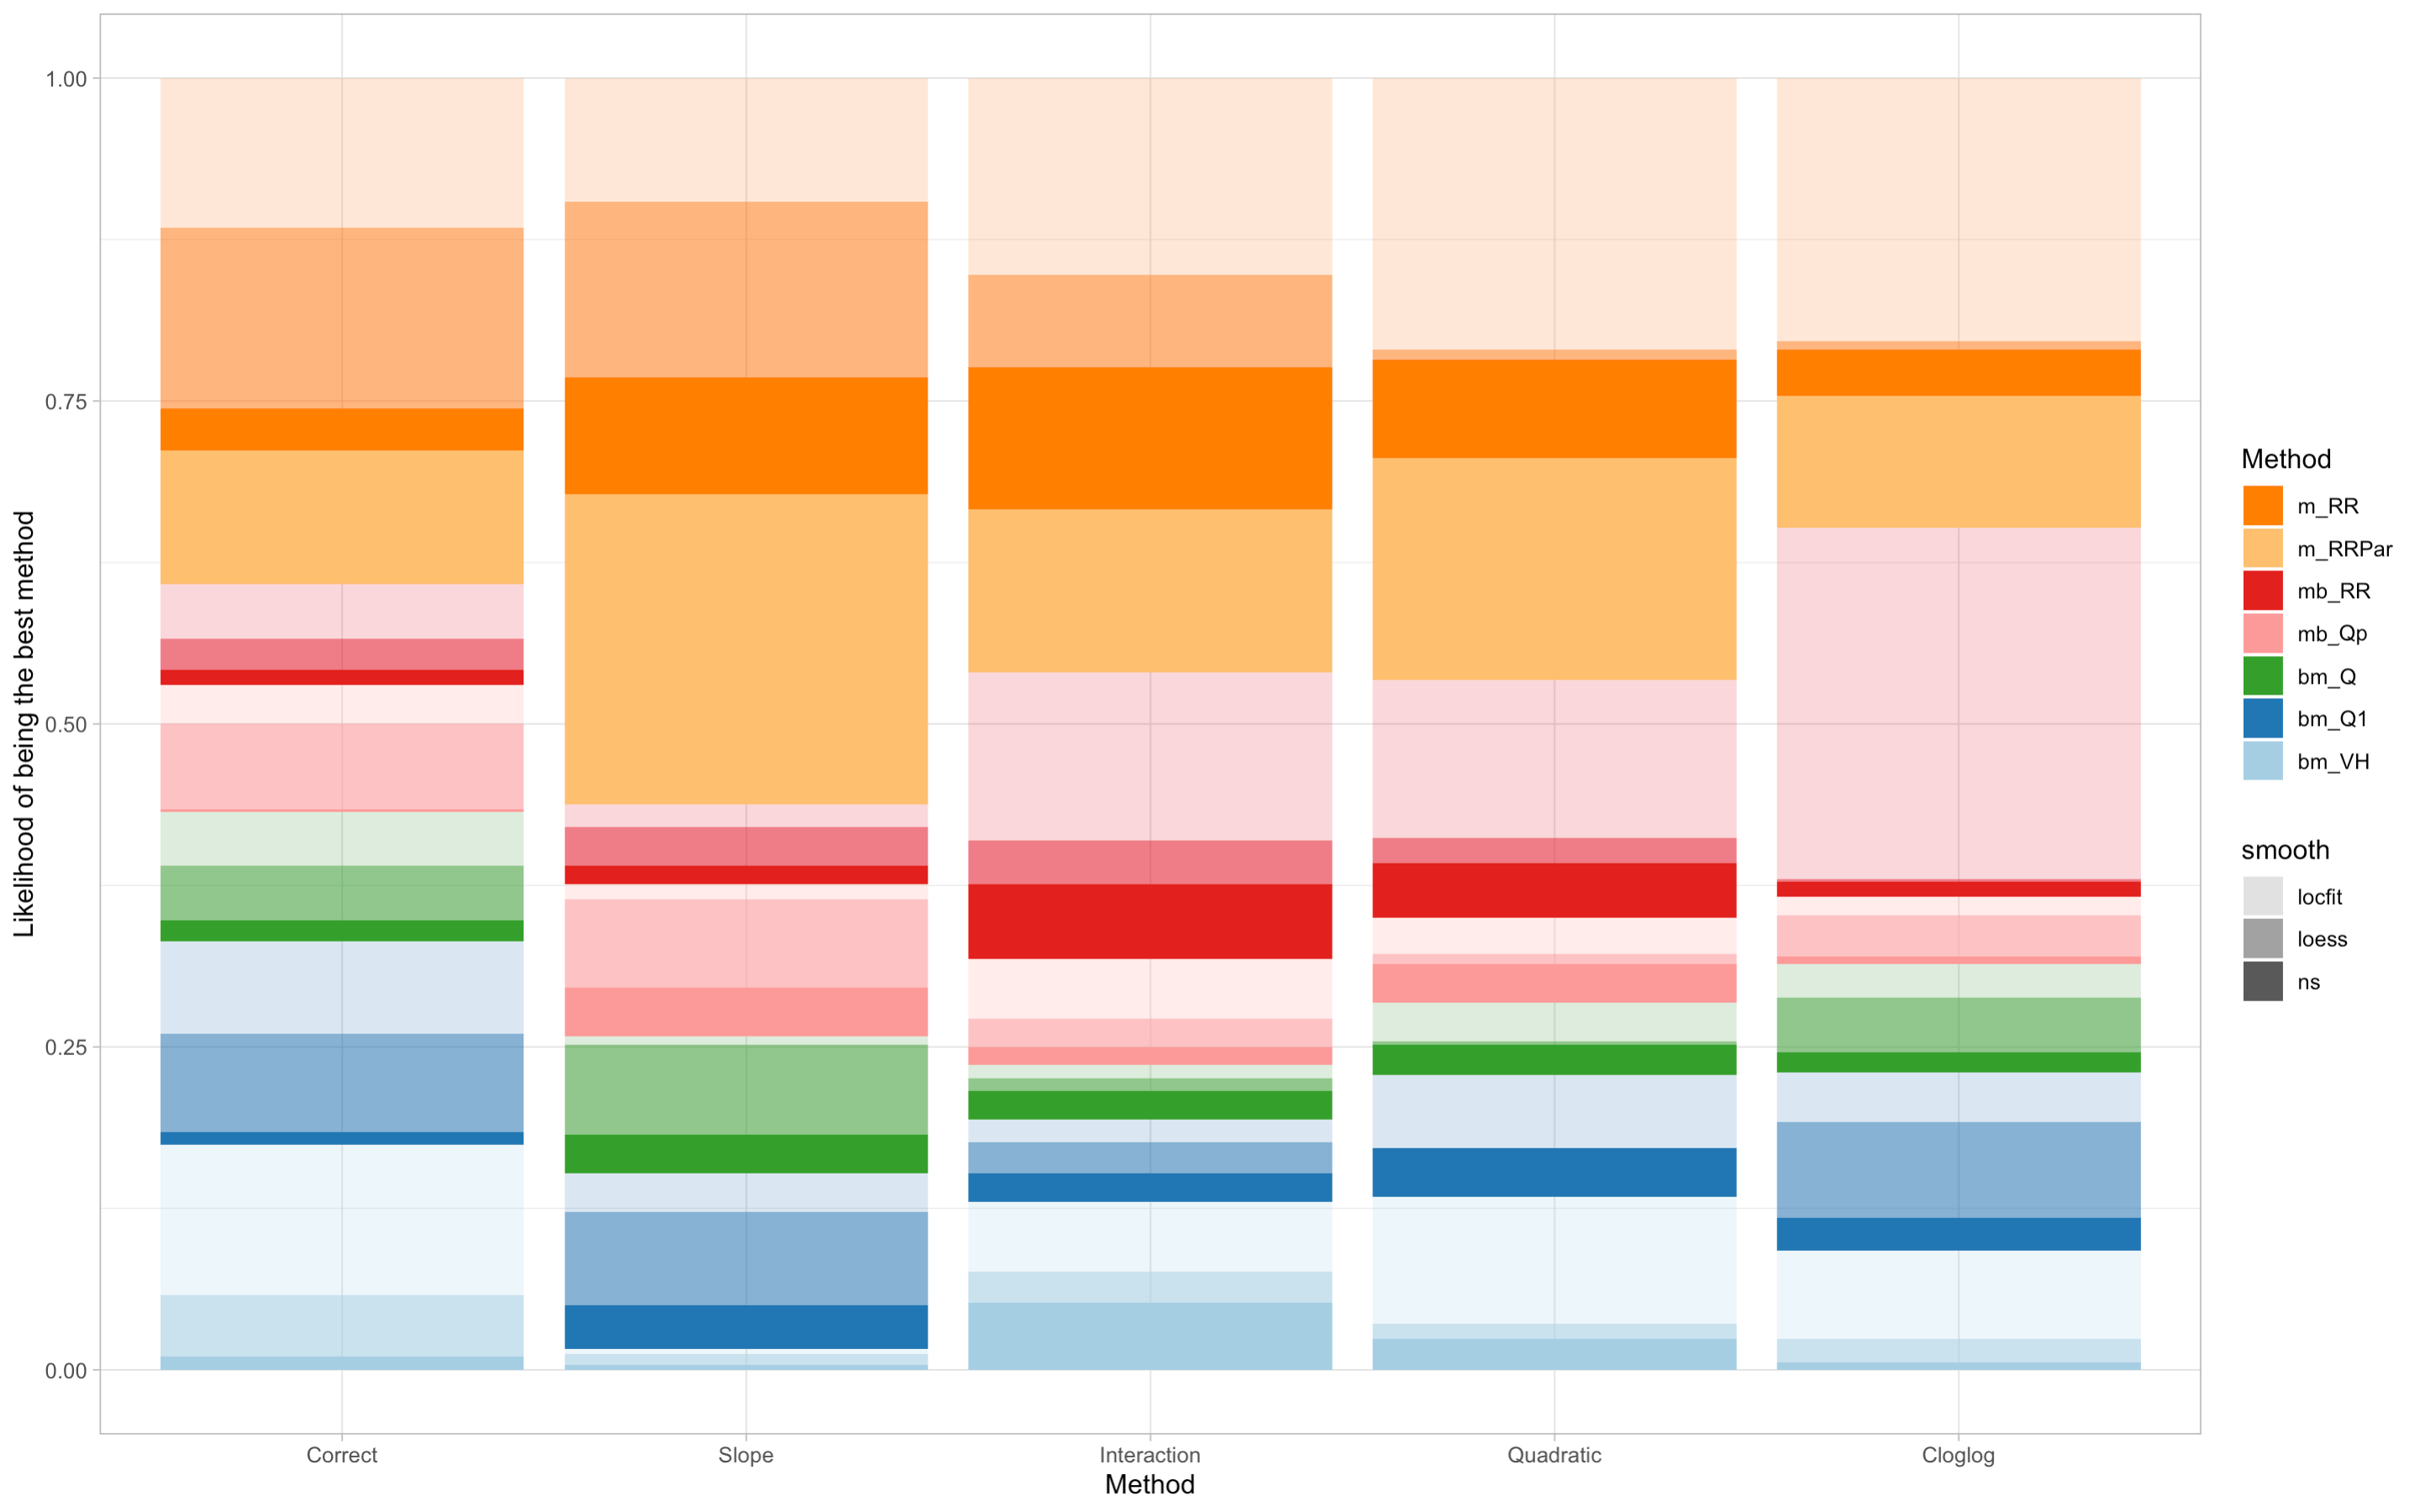 Likelihood of being the best method
1.00
0.75
0.50
0.25
0.00
Correct
Slope
Interaction
Quadratic
Cloglog
Method
Method
m_RR
m_RRPar
mb_RR
mb_Qp
bm_Q
bm_Q1
bm_VH
smooth
locfit
loess
ns